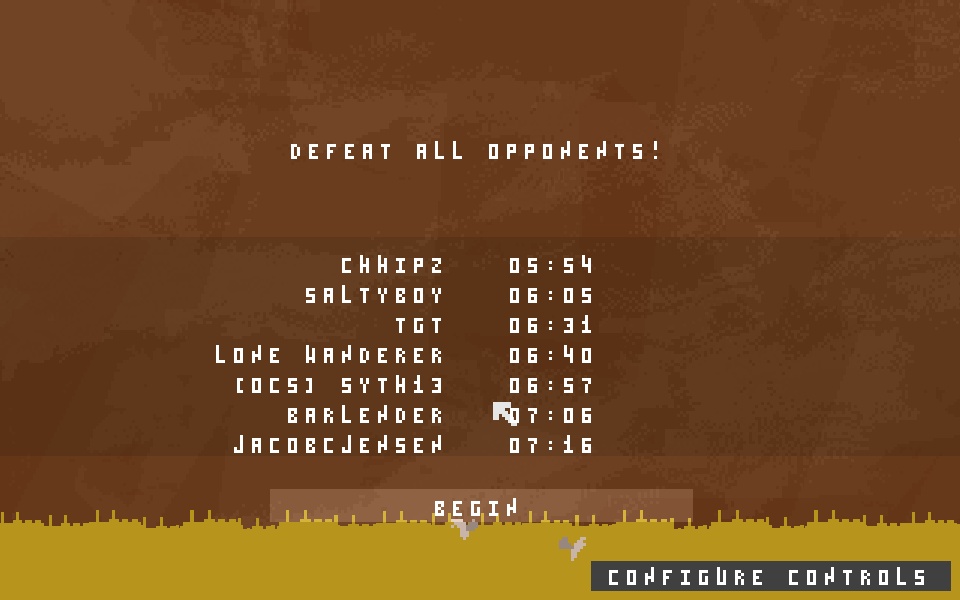 DEFEAT ALL OPPONENTS!
CHHIPZ 05:54
SALTYBOY 06:05
TGT 06:31
LONE WANDERER 06:40
[OCS] SYTH13 06:57
BARLENDER 07:06
JACOBCJENSEN 07:16
BEGIN
CONFIGURE CONTROLS